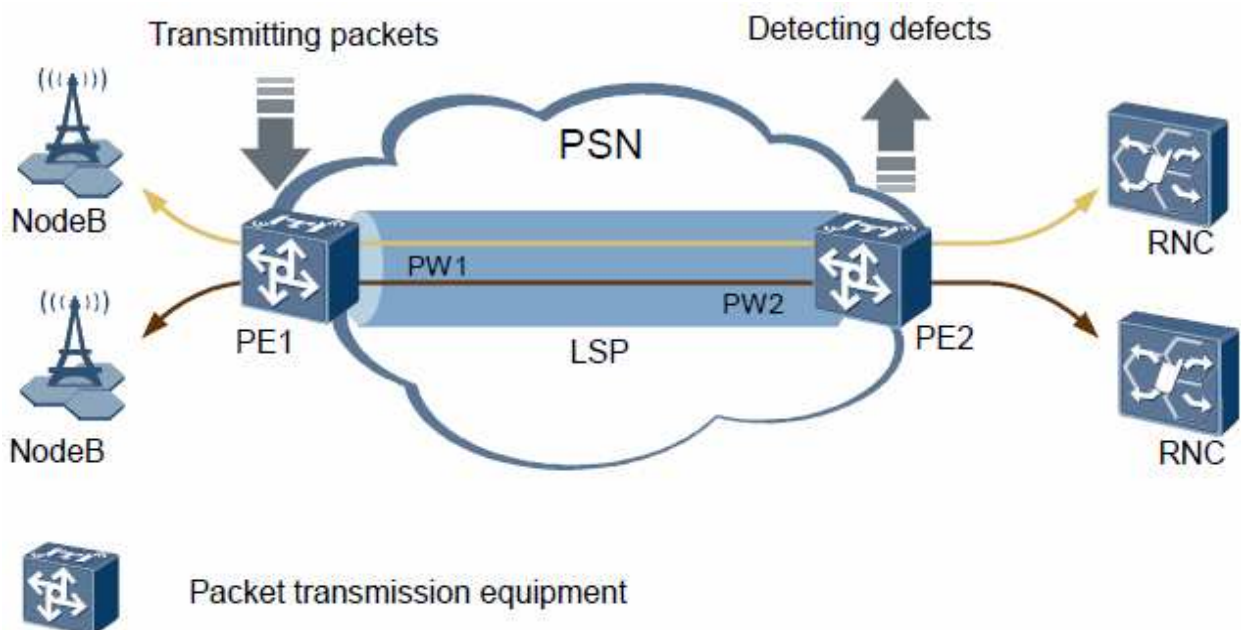 Transmitting packets
Detecting defects
PSN
NodeB
RNC
PW1
PW2
PE1
LSP
PE2
NodeB
RNC
Packet transmission equipment